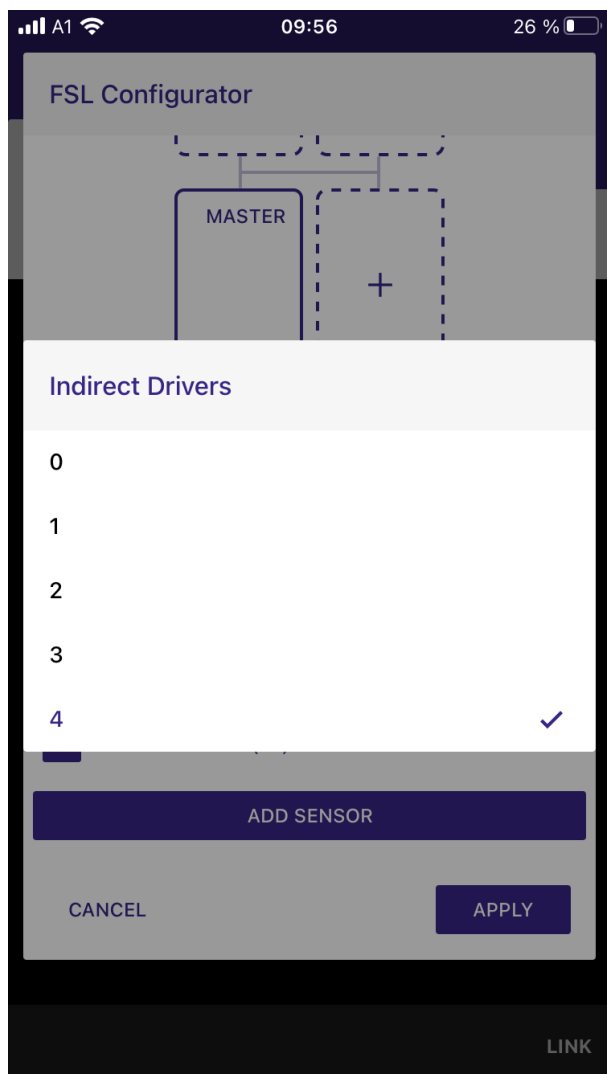 A1 09:56 26 %
FSL Configurator
MASTER
+
Indirect Drivers
0
1
2
3
4
ADD SENSOR
CANCEL APPLY
LINK